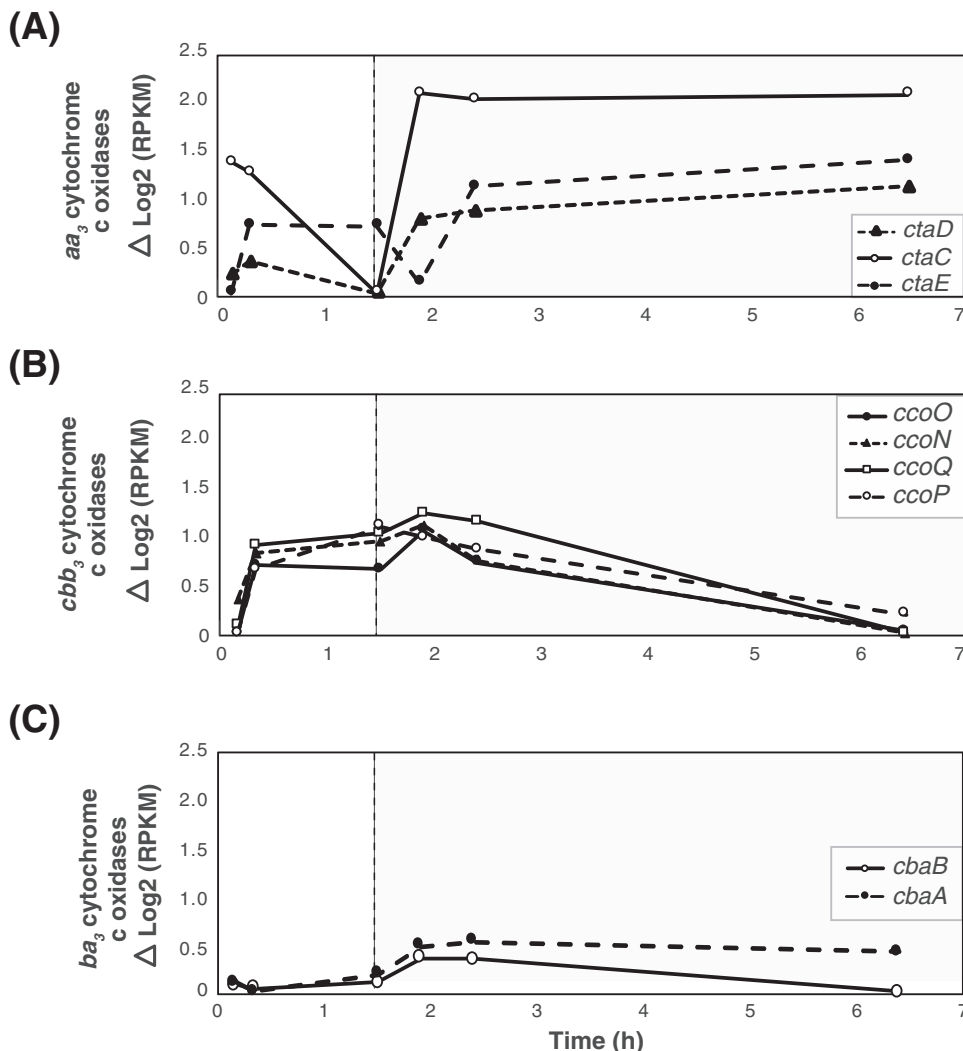 (A)
aa3 cytochrome
c oxidases
△ Log2 (RPKM)
2.5
2.0
1.5
1.0
0.5
0
0 1 2 3 4 5 6 7
ctaD
ctaC
ctaE
(B)
cbb3 cytochrome
c oxidases
△ Log2 (RPKM)
2.5
2.0
1.5
1.0
0.5
0
0 1 2 3 4 5 6 7
ccoO
ccoN
ccoQ
ccoP
(C)
ba3 cytochrome
c oxidases
△ Log2 (RPKM)
2.5
2.0
1.5
1.0
0.5
0
0 1 2 3 4 5 6 7
cbaB
cbaA
Time (h)